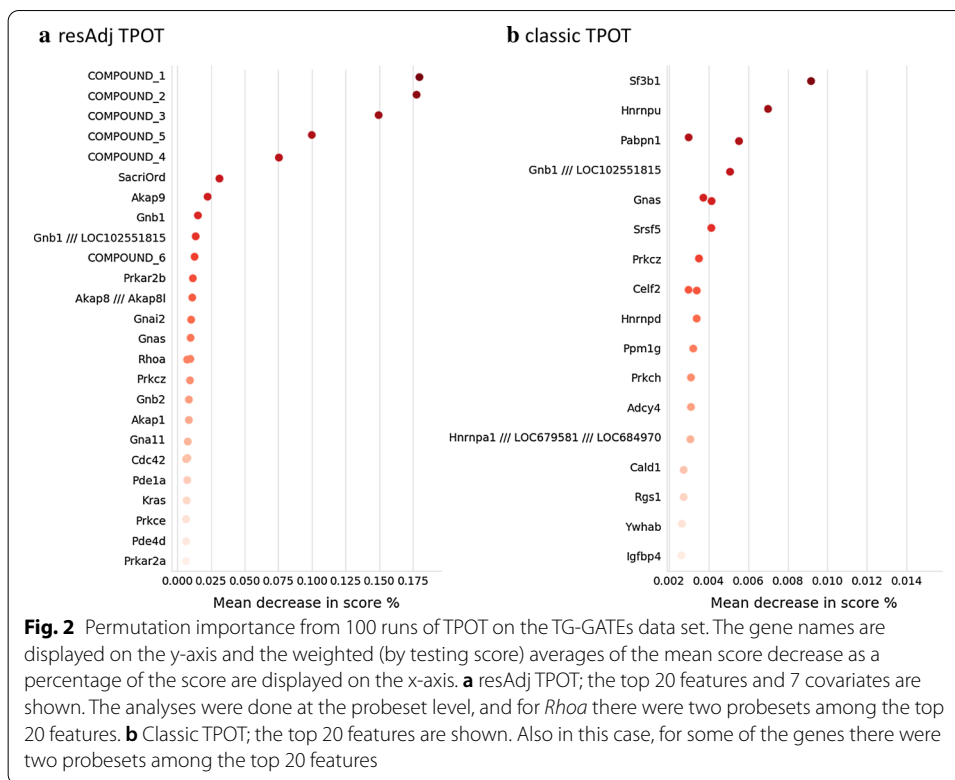 a resAdj TPOT
COMPOUND_1
COMPOUND_2
COMPOUND_3
COMPOUND_5
COMPOUND_4
SacriOrd
Akap9
Gnb1
Gnb1 /// LOC102551815
COMPOUND_6
Prkar2b
Akap8 /// Akap8l
Gnai2
Gnas
Rhoa
Prkcz
Gnb2
Akap1
Gna11
Cdc42
Pde1a
Kras
Prkce
Pde4d
Prkar2a
0.000 0.025 0.050 0.075 0.100 0.125 0.150 0.175
Mean decrease in score %
b classic TPOT
Sf3b1
Hnrnpu
Pabpn1
Gnb1 /// LOC102551815
Gnas
Srsf5
Prkcz
Celf2
Hnrnpd
Ppm1g
Prkch
Adcy4
Hnrnpa1 /// LOC679581 /// LOC684970
Cald1
Rgs1
Ywhab
Igfbp4
0.002 0.004 0.006 0.008 0.010 0.012 0.014
Mean decrease in score %
Fig. 2 Permutation importance from 100 runs of TPOT on the TG-GATEs data set. The gene names are
displayed on the y-axis and the weighted (by testing score) averages of the mean score decrease as a
percentage of the score are displayed on the x-axis. a resAdj TPOT; the top 20 features and 7 covariates are
shown. The analyses were done at the probeset level, and for Rhoa there were two probesets among the top
20 features. b Classic TPOT; the top 20 features are shown. Also in this case, for some of the genes there were
two probesets among the top 20 features